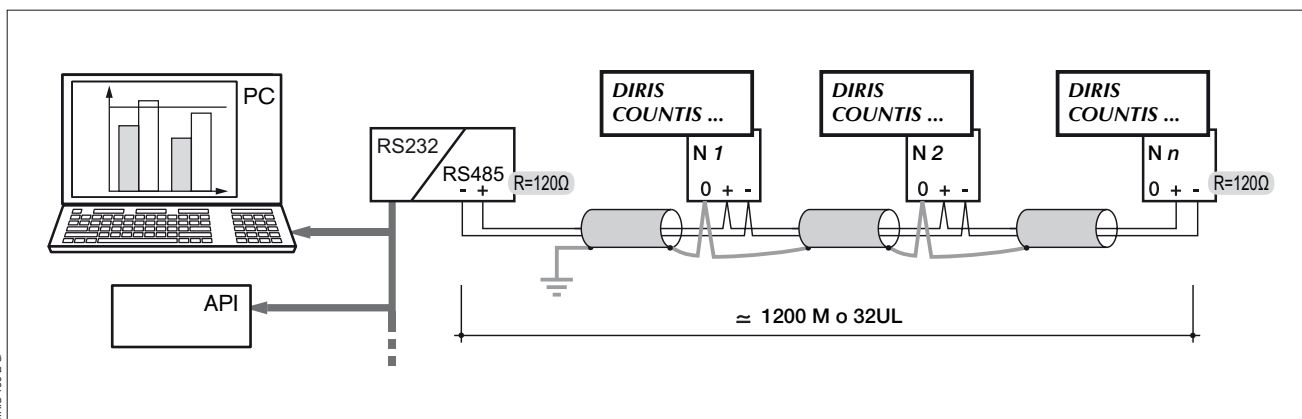 PC
API
RS232
RS485
- +
R=120Ω
DIRIS
COUNTIS ...
N 1
0 + -
DIRIS
COUNTIS ...
N 2
0 + -
DIRIS
COUNTIS ...
N n
0 + -
R=120Ω
≃ 1200 M o 32UL